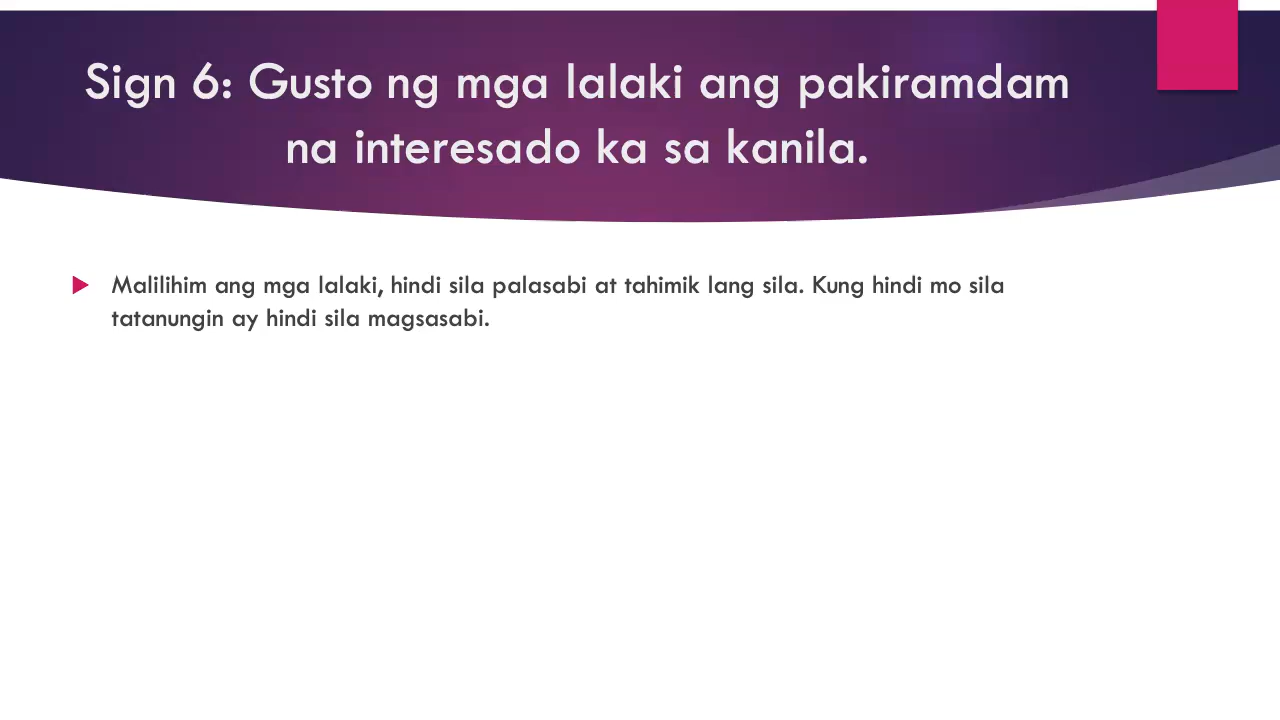 Sign 6: Gusto ng mga lalaki ang pakiramdam
na interesado ka sa kanila.
Malilihim ang mga lalaki, hindi sila palasabi at tahimik lang sila. Kung hindi mo sila
tatanungin ay hindi sila magsasabi.